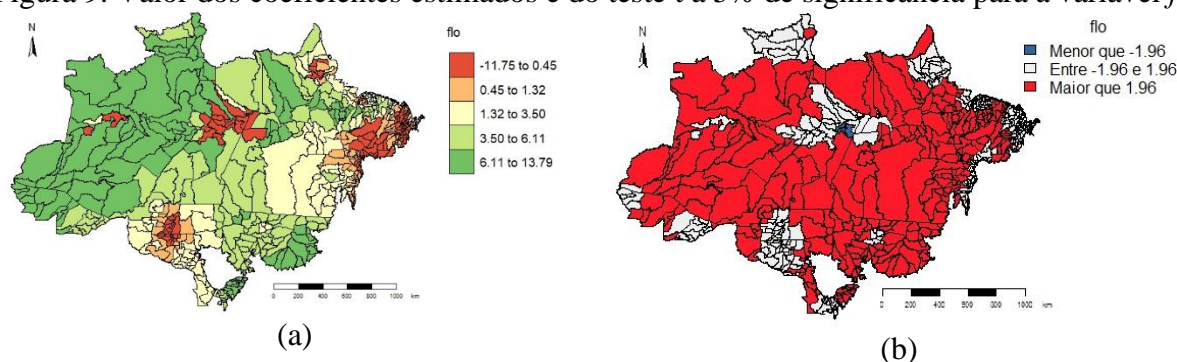 Figura 9: Valor dos coeficientes estimados e do teste t a 5% de significância para a variável
N
flo
-11.75 to 0.45
0.45 to 1.32
1.32 to 3.50
3.50 to 6.11
6.11 to 13.79
0 200 400 600 800 1000
km
(a)
N
flo
Menor que -1.96
Entre -1.96 e 1.96
Maior que 1.96
0 200 400 600 800 1000
km
(b)